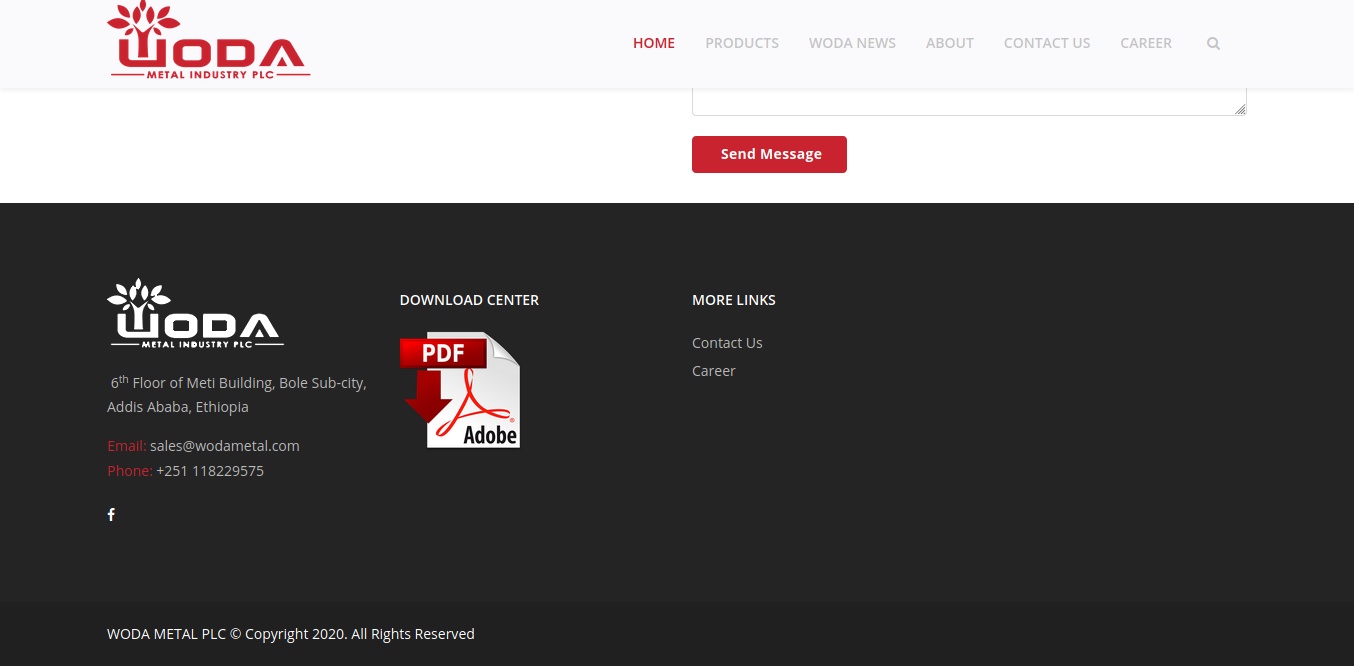 WODA
METAL INDUSTRY PLC
HOME PRODUCTS WODA NEWS ABOUT CONTACT US CAREER
Send Message
WODA
METAL INDUSTRY PLC
6th Floor of Meti Building, Bole Sub-city,
Addis Ababa, Ethiopia
Email: sales@wodametal.com
Phone: +251 118229575
DOWNLOAD CENTER
PDF
Adobe
MORE LINKS
Contact Us
Career
WODA METAL PLC © Copyright 2020. All Rights Reserved